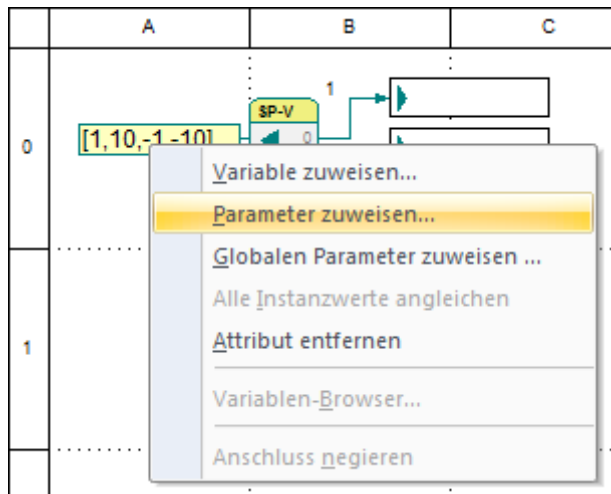 A B C
1
SP-V
0 [1,10,-1,-10] 0
Variable zuweisen...
Parameter zuweisen...
Globalen Parameter zuweisen ...
Alle Instanzwerte angleichen
1
Attribut entfernen
Variablen-Browser...
Anschluss negieren